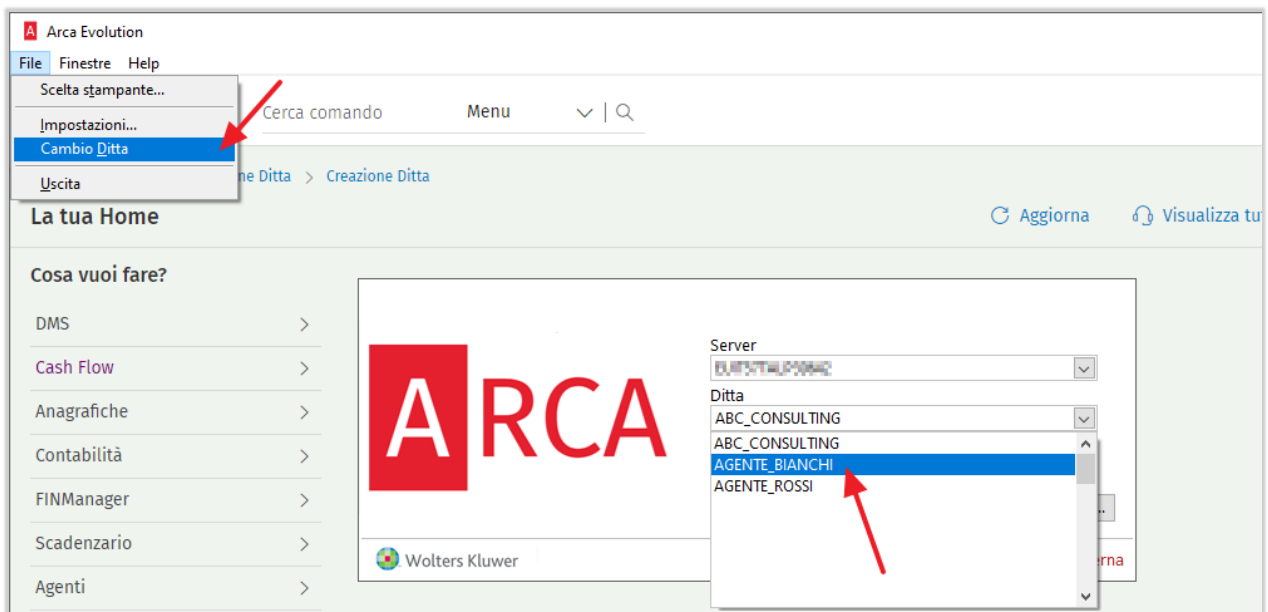 Arca Evolution
File Finestre Help
Scelta stampante...
Impostazioni...
Cambio Ditta
Uscita
Cerca comando Menu
ne Ditta > Creazione Ditta
La tua Home
Aggiorna Visualizza tu
Cosa vuoi fare?
DMS
Cash Flow
Anagrafiche
Contabilità
FINManager
Scadenzario
Agenti
ARCA
Wolters Kluwer
Server
Ditta
ABC_CONSULTING
ABC_CONSULTING
AGENTE_BIANCHI
AGENTE_ROSSI
..
erna